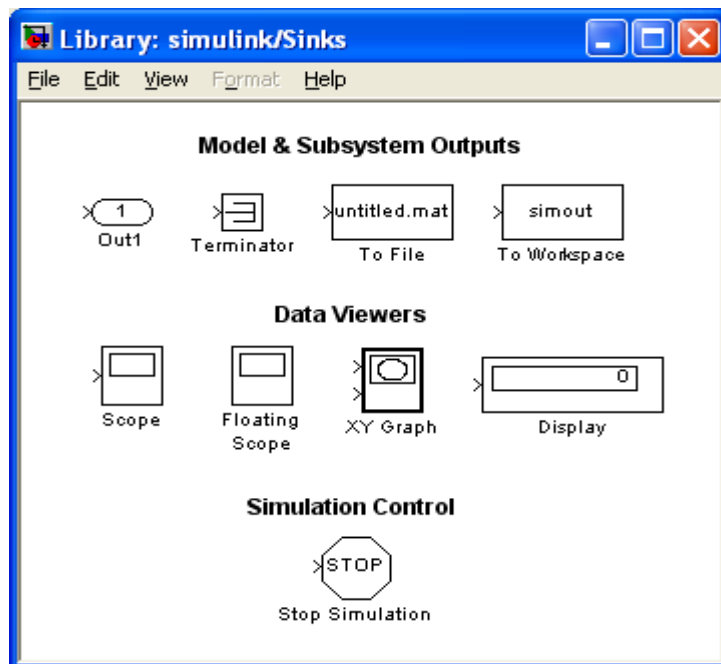 Library: simulink/Sinks
File Edit View Format Help
Model & Subsystem Outputs
1
untitled.mat
simout
Out1
Terminator
To File
To Workspace
Data Viewers
0
Scope
Floating
Scope
XY Graph
Display
Simulation Control
STOP
Stop Simulation